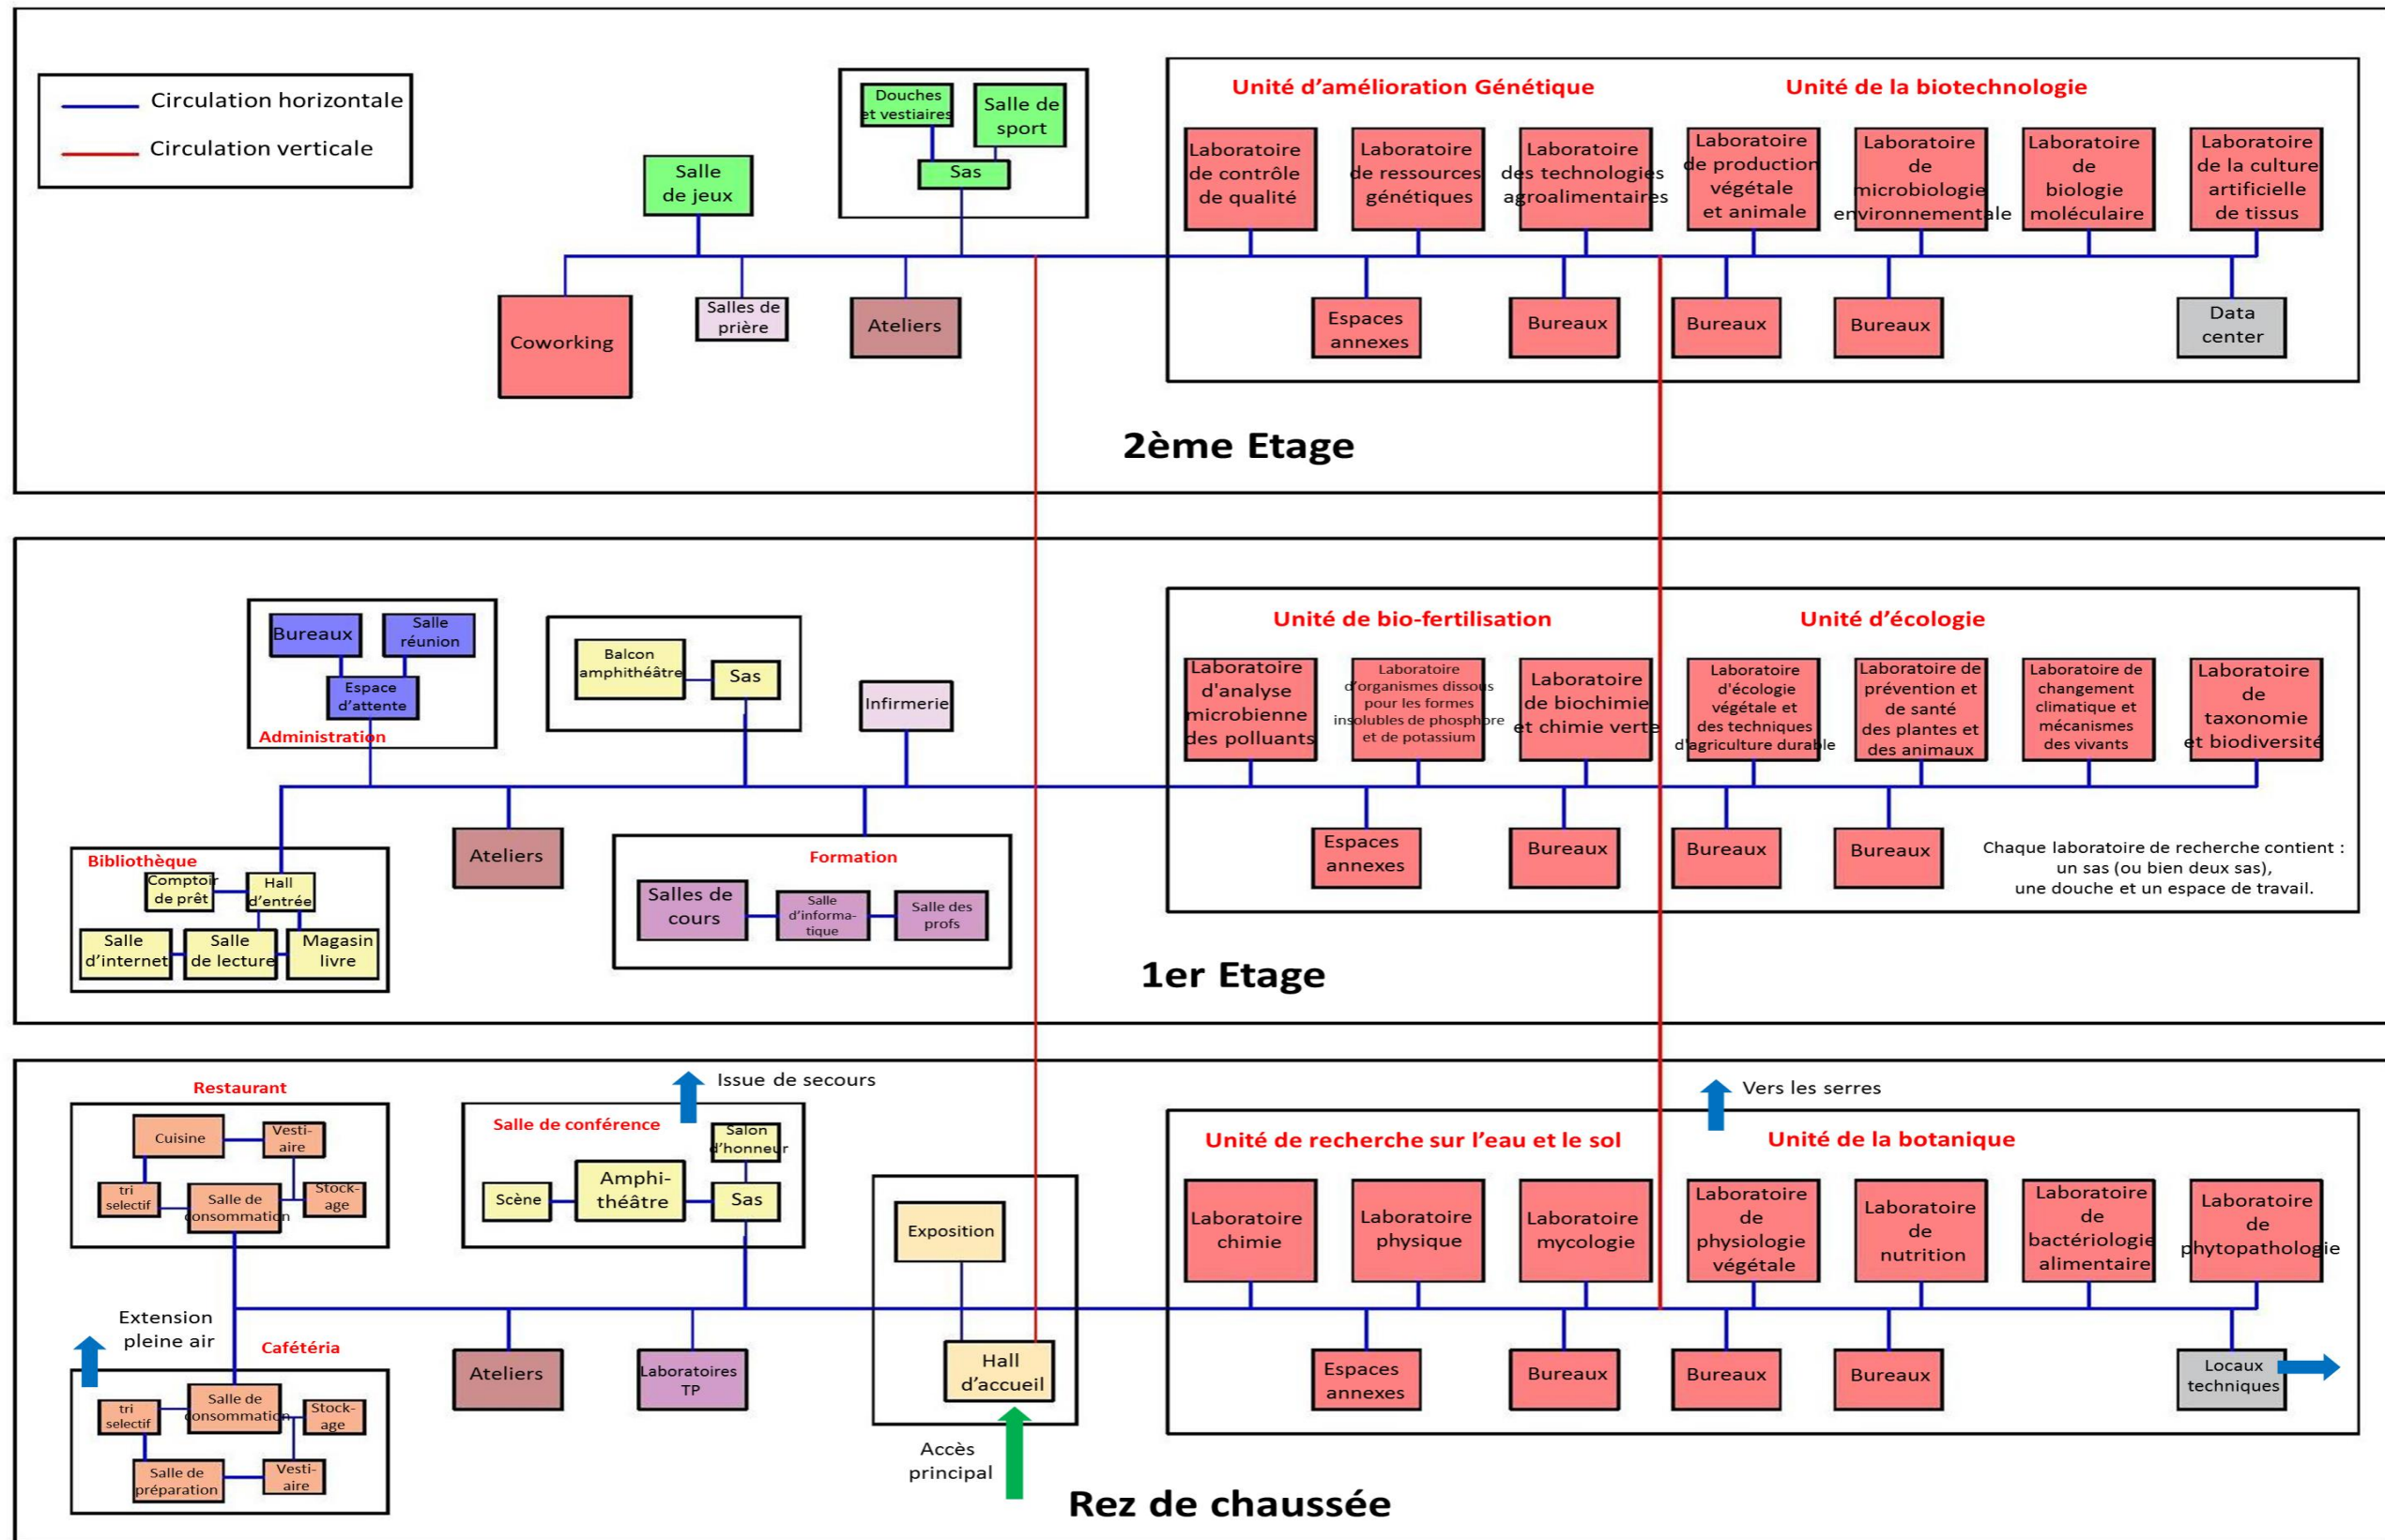 Circulation horizontale
Circulation verticale
Douches
et vestiaires
Salle de
sport
Sas
Salle
de jeux
Coworking
Salles de
prière
Ateliers
Unité d’amélioration Génétique
Unité de la biotechnologie
Laboratoire
de contrôle
de qualité
Laboratoire
de ressources
génétiques
Laboratoire
des technologies
agroalimentaires
Laboratoire
de production
végétale
et animale
Laboratoire
de
microbiologie
environnementale
Laboratoire
de
biologie
moléculaire
Laboratoire
de la culture
artificielle
de tissus
Espaces
annexes
Bureaux
Bureaux
Bureaux
Data
center
2ème Etage
Bureaux
Salle
réunion
Espace
d’attente
Administration
Balcon
amphithéâtre
Sas
Infirmerie
Bibliothèque
Comptoir
de prêt
Hall
d’entrée
Salle
d’internet
Salle
de lecture
Magasin
livre
Ateliers
Formation
Salles de
cours
Salle
d’informa-
tique
Salle des
profs
Unité de bio-fertilisation
Unité d’écologie
Laboratoire
d'analyse
microbienne
des polluants
Laboratoire
d’organismes dissous
pour les formes
insolubles de phosphore
et de potassium
Laboratoire
de biochimie
et chimie verte
Laboratoire
d'écologie
végétale et
des techniques
d’agriculture durable
Laboratoire de
prévention et
de santé
des plantes et
des animaux
Laboratoire de
changement
climatique et
mécanismes
des vivants
Laboratoire
de
taxonomie
et biodiversité
Espaces
annexes
Bureaux
Bureaux
Bureaux
Chaque laboratoire de recherche contient :
un sas (ou bien deux sas),
une douche et un espace de travail.
1er Etage
Restaurant
Cuisine
Vesti-
aire
tri
selectif
Salle de
consommation
Stock-
age
Issue de secours
Salle de conférence
Salon
d’honneur
Scène
Amphi-
théâtre
Sas
Exposition
Hall
d’accueil
Accès
principal
Extension
pleine air
Cafétéria
tri
selectif
Salle de
consommation
Stock-
age
Salle de
préparation
Vesti-
aire
Ateliers
Laboratoires
TP
Vers les serres
Unité de recherche sur l’eau et le sol
Unité de la botanique
Laboratoire
chimie
Laboratoire
physique
Laboratoire
mycologie
Laboratoire
de
physiologie
végétale
Laboratoire
de
nutrition
Laboratoire
de
bactériologie
alimentaire
Laboratoire
de
phytopathologie
Espaces
annexes
Bureaux
Bureaux
Bureaux
Locaux
techniques
Rez de chaussée